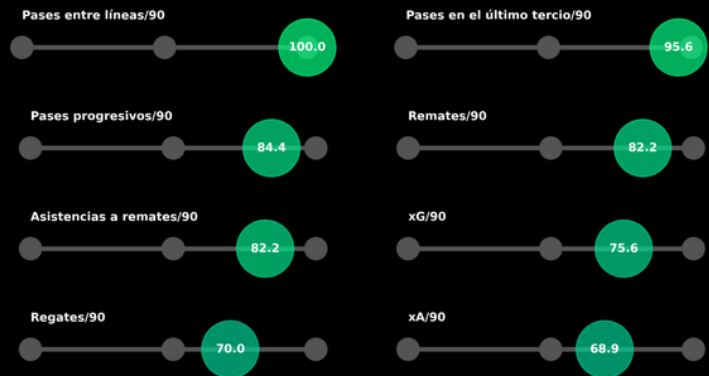 Pases entre líneas/90
Pases en el último tercio/90
100.0
95.6
Pases progresivos/90
Remates/90
84.4
82.2
Asistencias a remates/90
xG/90
82.2
75.6
Regates/90
xA/90
70.0
68.9